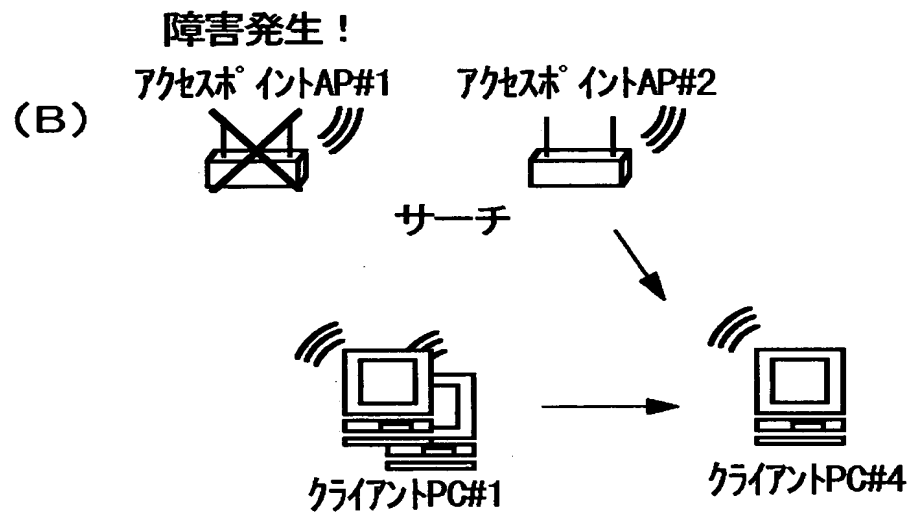 障害発生！
アクセスポイントAP#1
アクセスポイントAP#2
（B）
サーチ
クライアントPC#1
クライアントPC#4